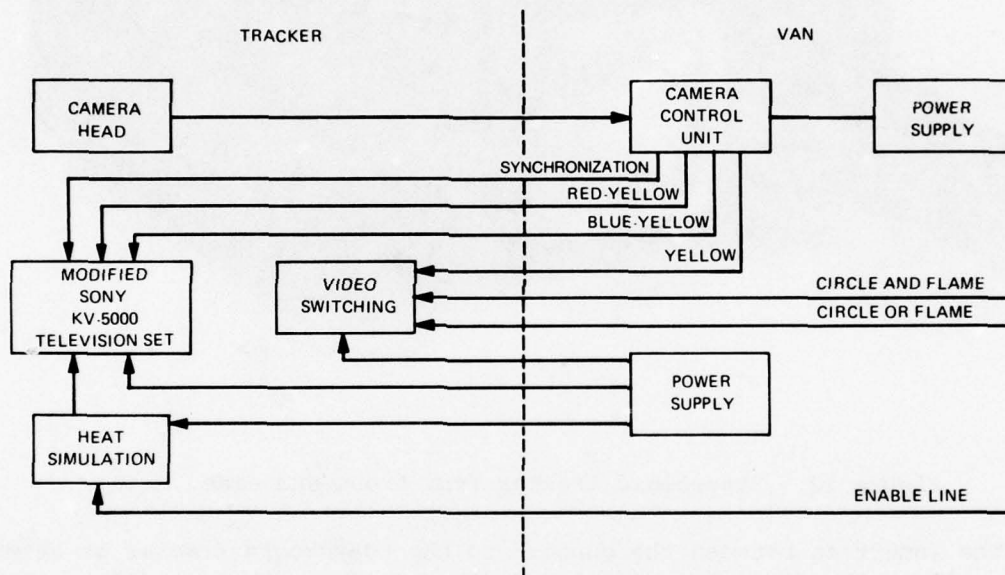 TRACKER
VAN
CAMERA
HEAD
CAMERA
CONTROL
UNIT
POWER
SUPPLY
SYNCHRONIZATION
RED-YELLOW
BLUE-YELLOW
YELLOW
MODIFIED
SONY
KV-5000
TELEVISION SET
VIDEO
SWITCHING
CIRCLE AND FLAME
CIRCLE OR FLAME
POWER
SUPPLY
HEAT
SIMULATION
ENABLE LINE